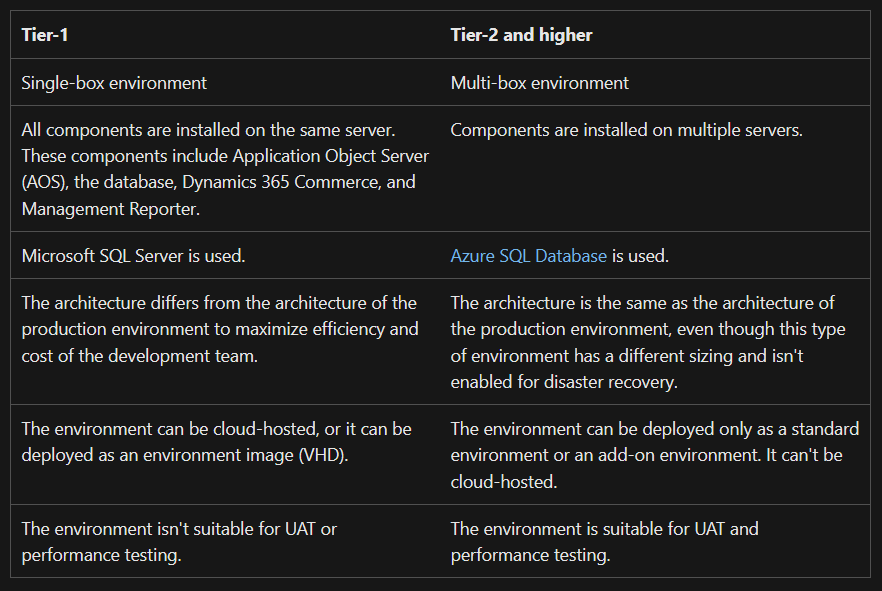 Tier-1
Tier-2 and higher
Single-box environment
Multi-box environment
All components are installed on the same server.
These components include Application Object Server
(AOS), the database, Dynamics 365 Commerce, and
Management Reporter.
Components are installed on multiple servers.
Microsoft SQL Server is used.
Azure SQL Database is used.
The architecture differs from the architecture of the
production environment to maximize efficiency and
cost of the development team.
The architecture is the same as the architecture of
the production environment, even though this type
of environment has a different sizing and isn't
enabled for disaster recovery.
The environment can be cloud-hosted, or it can be
deployed as an environment image (VHD).
The environment can be deployed only as a standard
environment or an add-on environment. It can't be
cloud-hosted.
The environment isn't suitable for UAT or
performance testing.
The environment is suitable for UAT and
performance testing.